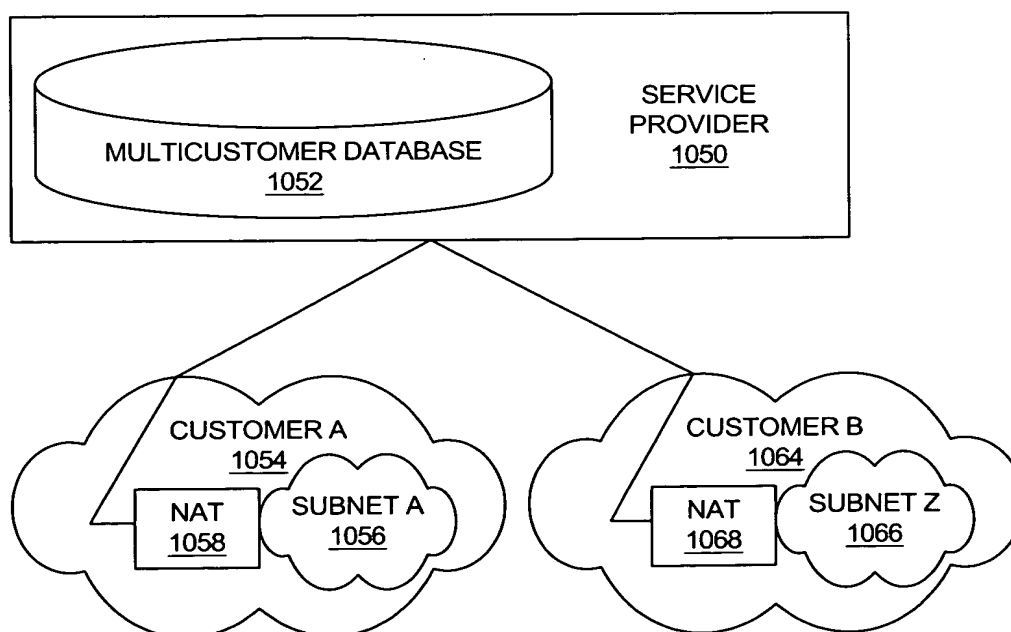 SERVICE
PROVIDER
1050
MULTICUSTOMER DATABASE
1052
CUSTOMER A
1054
NAT
1058
SUBNET A
1056
CUSTOMER B
1064
NAT
1068
SUBNET Z
1066